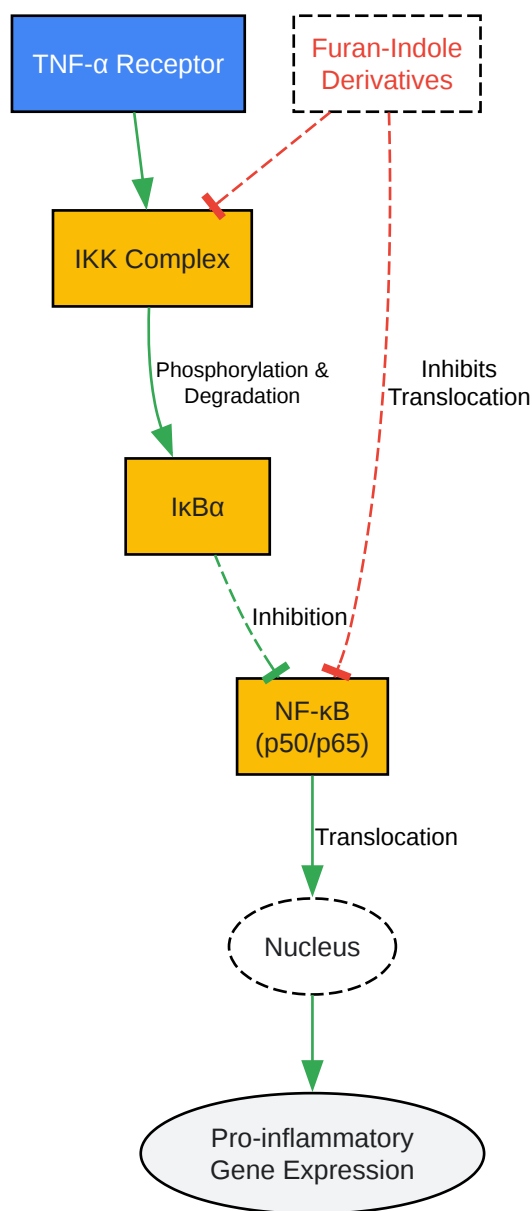 TNF-α Receptor
Furan-Indole
Derivatives
IKK Complex
Phosphorylation &
Degradation
Inhibits
Translocation
IκBα
Inhibition
NF-κB
(p50/p65)
Translocation
Nucleus
Pro-inflammatory
Gene Expression